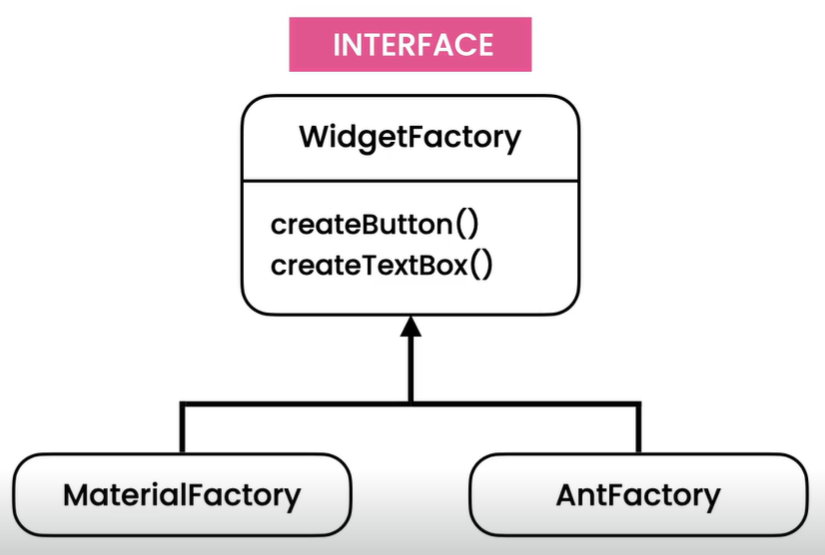 INTERFACE
WidgetFactory
createButton()
createTextBox()
MaterialFactory
AntFactory